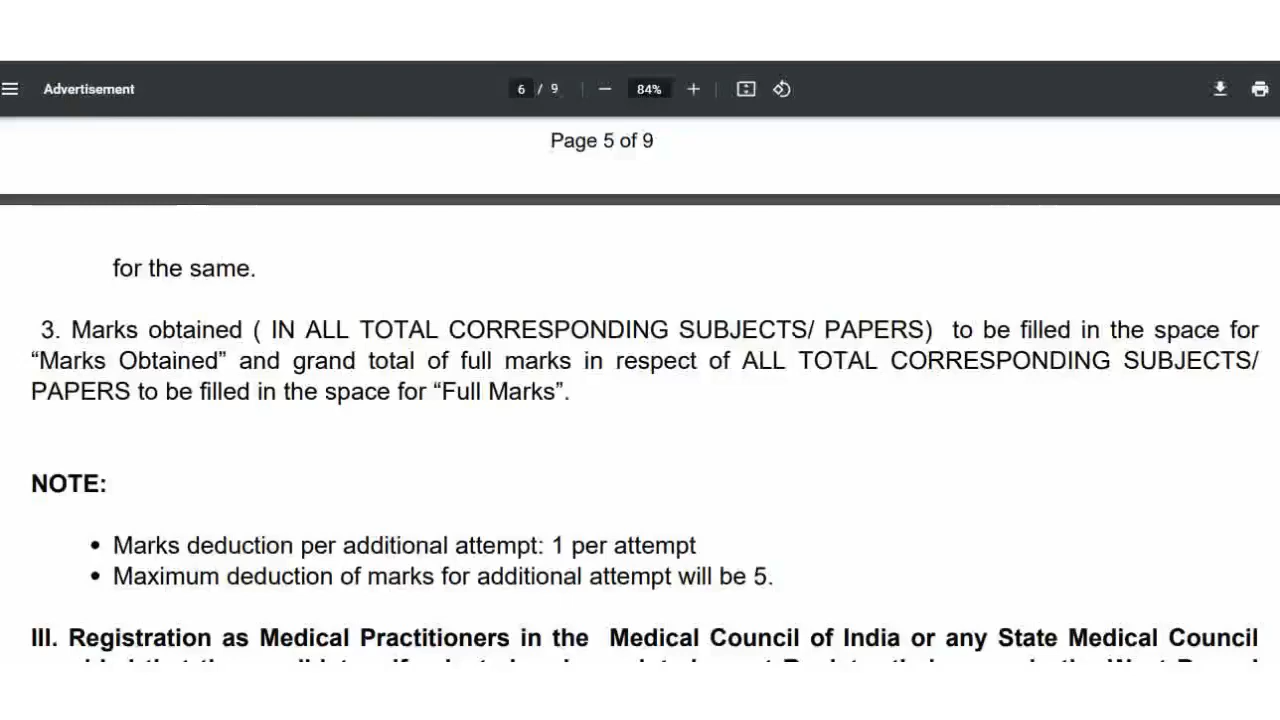 Advertisement
6 / 9
84%
Page 5 of 9
for the same.
3. Marks obtained ( IN ALL TOTAL CORRESPONDING SUBJECTS/ PAPERS) to be filled in the space for
“Marks Obtained” and grand total of full marks in respect of ALL TOTAL CORRESPONDING SUBJECTS/
PAPERS to be filled in the space for “Full Marks”.
NOTE:
• Marks deduction per additional attempt: 1 per attempt
• Maximum deduction of marks for additional attempt will be 5.
III. Registration as Medical Practitioners in the Medical Council of India or any State Medical Council